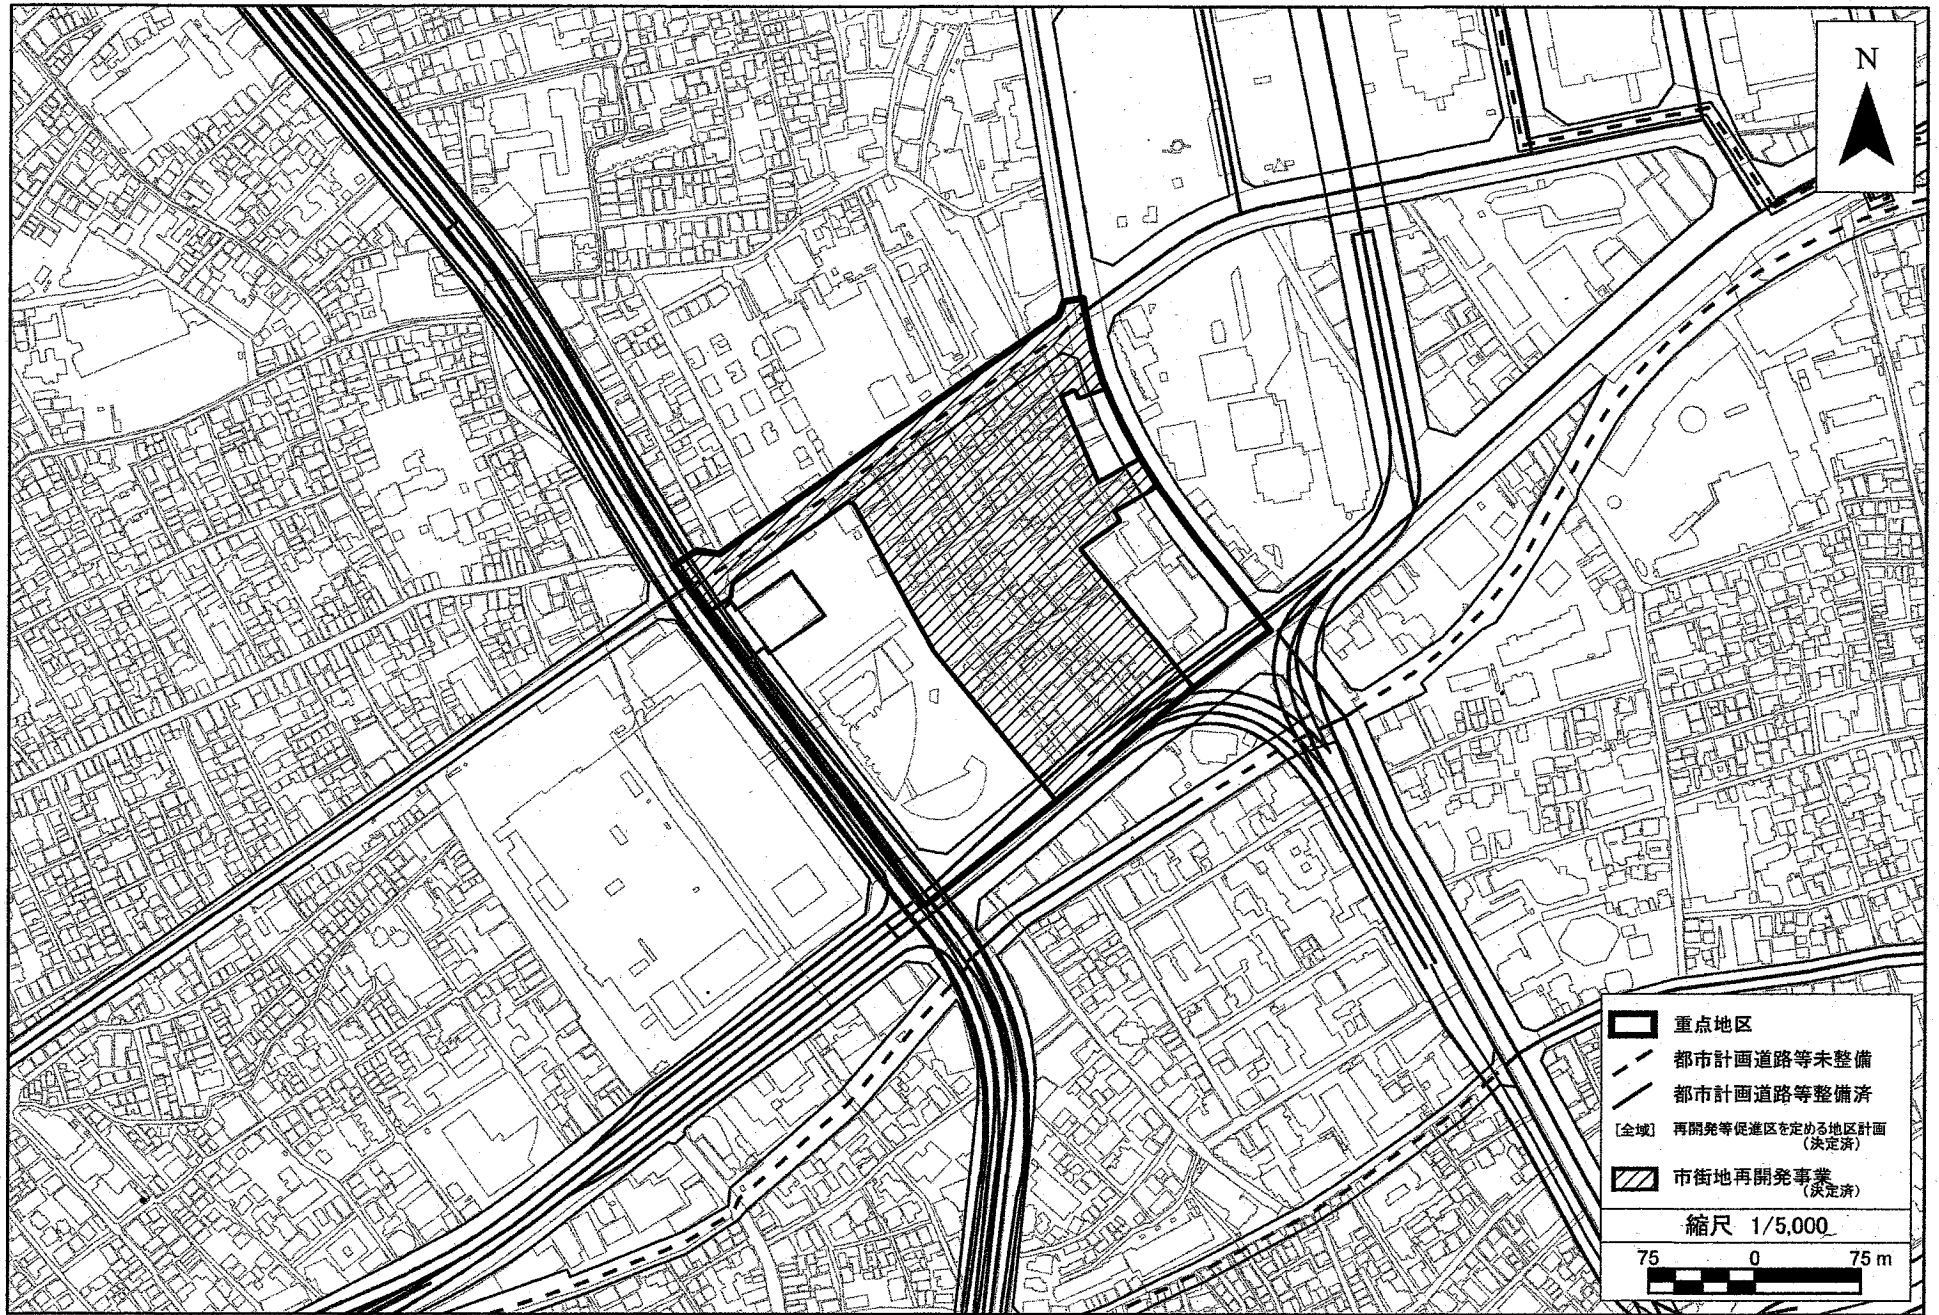 N
重点地区
都市計画道路等未整備
都市計画道路等整備済
[全域] 再開発等促進区を定める地区計画
(決定済)
市街地再開発事業
(決定済)
縮尺 1/5,000
75 0 75 m